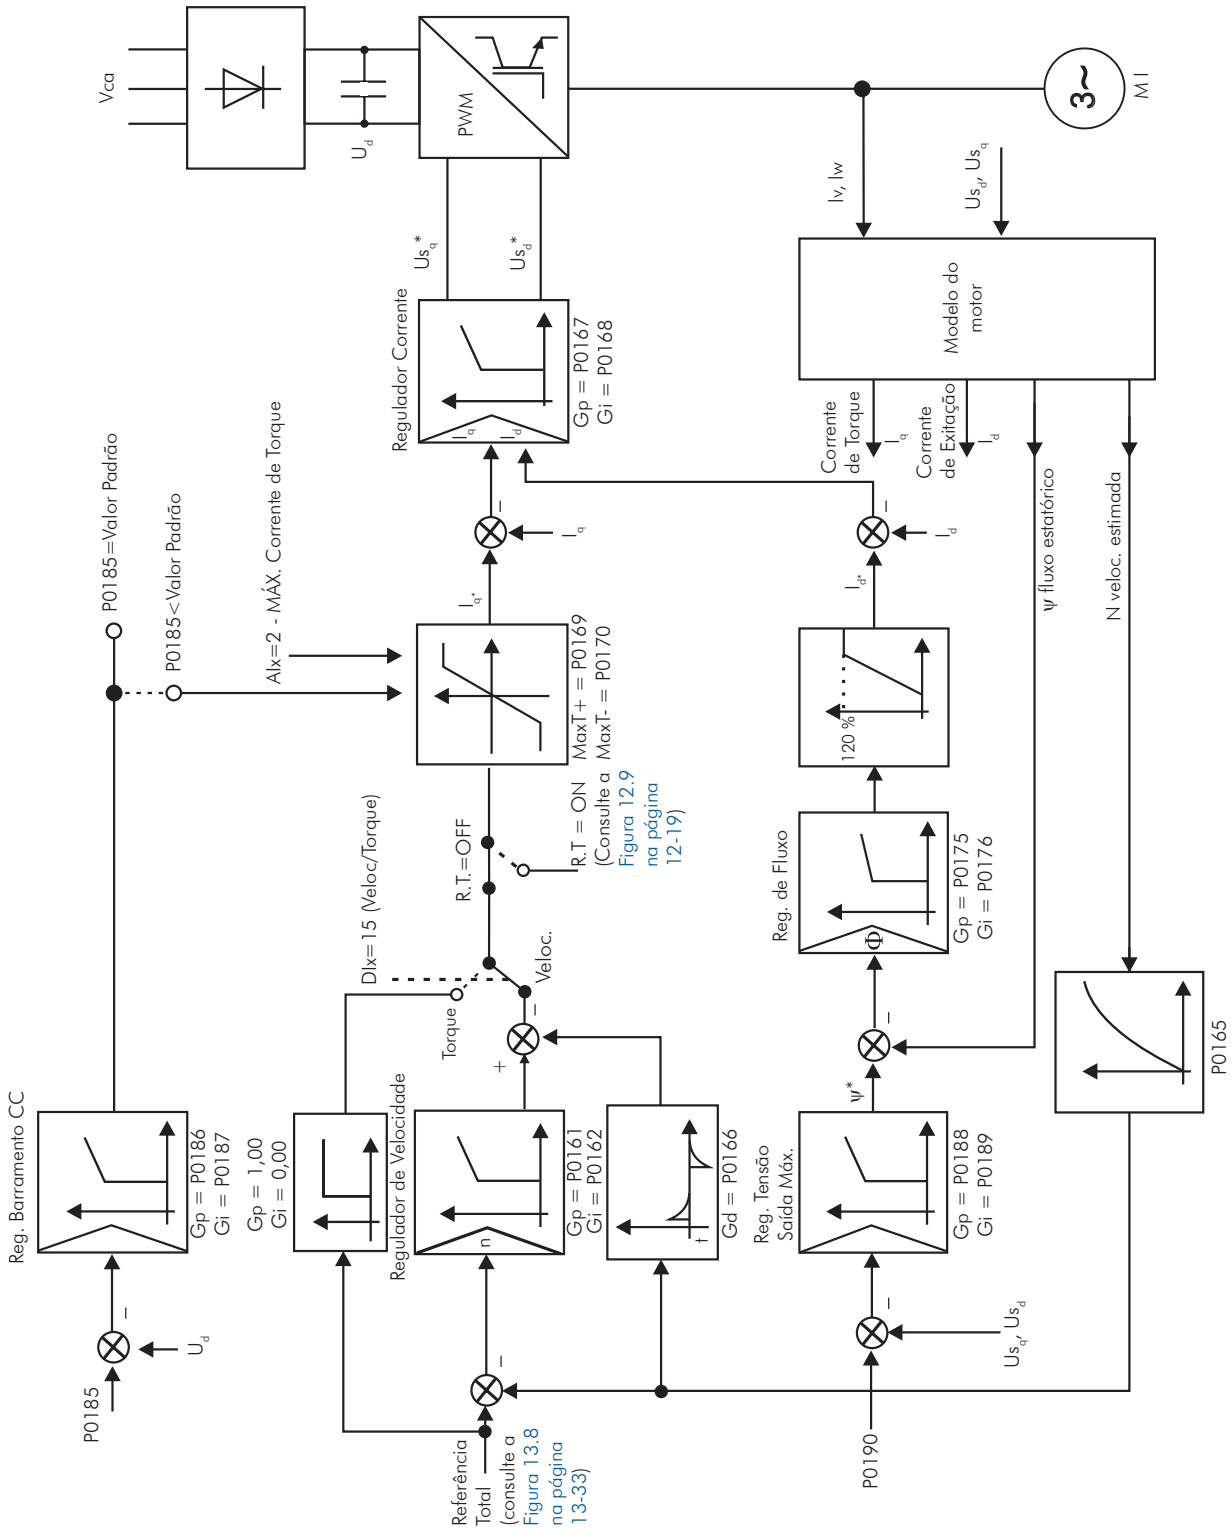 Vca
U_d
PWM
3~
M I
Iv, Iw
Us_d, Us_q
Modelo do
motor
Us_q*
Us_d*
Regulador Corrente
I_q
I_d
Gp = P0167
Gi = P0168
Corrente
de Torque
I_q
Corrente
de Exitação
I_d
ψ fluxo estatórico
N veloc. estimada
P0185=Valor Padrão
P0185<Valor Padrão
AIx=2 - MÁX. Corrente de Torque
I_q*
−
I_q
MaxT+ = P0169
MaxT- = P0170
R.T.=OFF
R.T = ON
(Consulte a
Figura 12.9
na página
12-19)
DIx=15 (Veloc/Torque)
Torque
Veloc.
−
I_d*
−
I_d
120 %
Reg. de Fluxo
Φ
Gp = P0175
Gi = P0176
−
ψ*
Reg. Barramento CC
Gp = P0186
Gi = P0187
−
P0185
U_d
Gp = 1,00
Gi = 0,00
Regulador de Velocidade
n
Gp = P0161
Gi = P0162
+
t
Gd = P0166
Reg. Tensão
Saída Máx.
Gp = P0188
Gi = P0189
−
P0190
Us_q, Us_d
P0165
−
Referência
Total
(consulte a
Figura 13.8
na página
13-33)